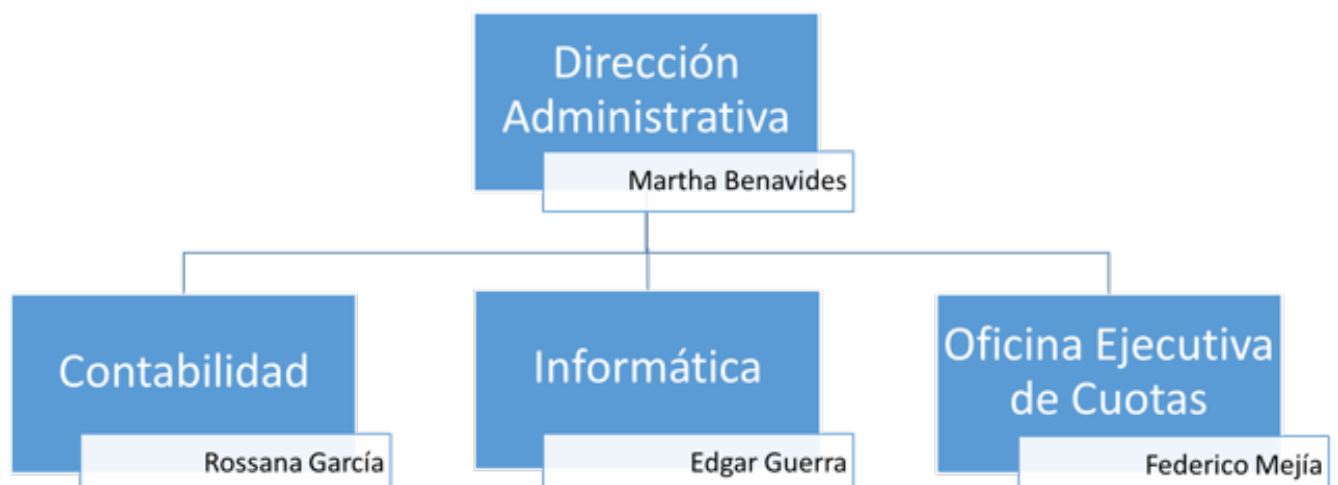 Dirección
Administrativa
Martha Benavides
Contabilidad
Rossana García
Informática
Edgar Guerra
Oficina Ejecutiva
de Cuotas
Federico Mejía